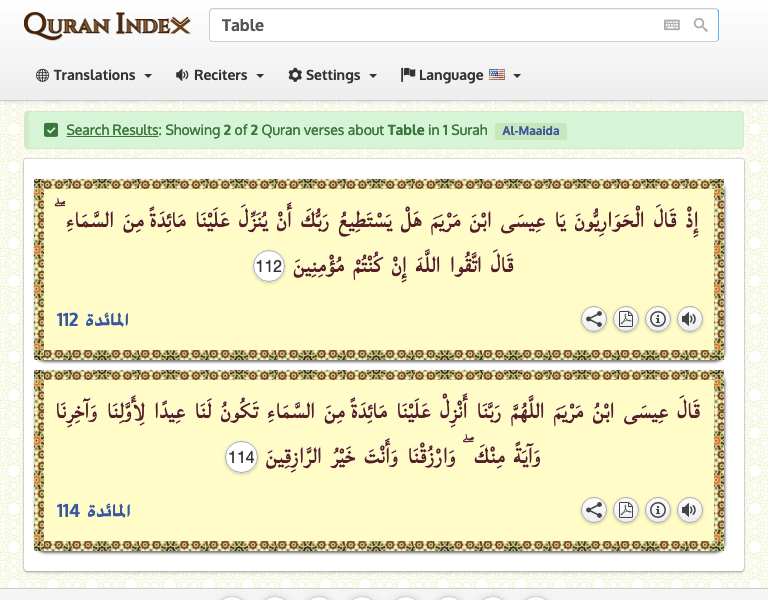 QURAN INDEX
Table
Translations
Reciters
Settings
Language
Search Results: Showing 2 of 2 Quran verses about Table in 1 Surah Al-Maaida
إِذْ قَالَ الْحَوَارِيُّونَ يَا عِيسَى ابْنَ مَرْيَمَ هَلْ يَسْتَطِيعُ رَبُّكَ أَنْ يُنَزِّلَ عَلَيْنَا مَائِدَةً مِنَ السَّمَاءِ ۖ
قَالَ اتَّقُوا اللَّهَ إِنْ كُنْتُمْ مُؤْمِنِينَ 112
المائدة 112
قَالَ عِيسَى ابْنُ مَرْيَمَ اللَّهُمَّ رَبَّنَا أَنْزِلْ عَلَيْنَا مَائِدَةً مِنَ السَّمَاءِ تَكُونُ لَنَا عِيدًا لِأَوَّلِنَا وَآخِرِنَا
وَآيَةً مِنْكَ ۖ وَارْزُقْنَا وَأَنْتَ خَيْرُ الرَّازِقِينَ 114
المائدة 114